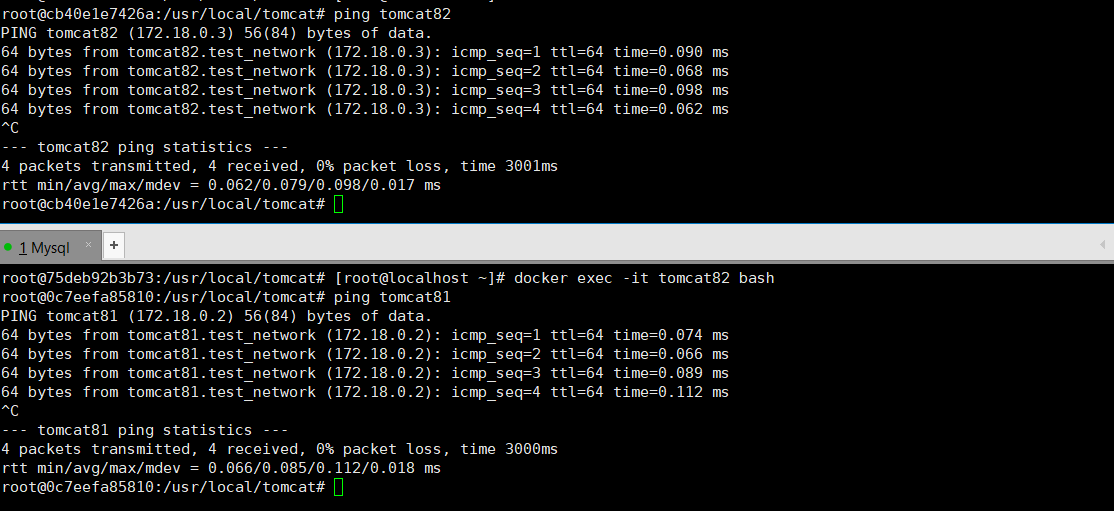 root@cb40e1e7426a:/usr/local/tomcat# ping tomcat82
PING tomcat82 (172.18.0.3) 56(84) bytes of data.
64 bytes from tomcat82.test_network (172.18.0.3): icmp_seq=1 ttl=64 time=0.090 ms
64 bytes from tomcat82.test_network (172.18.0.3): icmp_seq=2 ttl=64 time=0.068 ms
64 bytes from tomcat82.test_network (172.18.0.3): icmp_seq=3 ttl=64 time=0.098 ms
64 bytes from tomcat82.test_network (172.18.0.3): icmp_seq=4 ttl=64 time=0.062 ms
^C
--- tomcat82 ping statistics ---
4 packets transmitted, 4 received, 0% packet loss, time 3001ms
rtt min/avg/max/mdev = 0.062/0.079/0.098/0.017 ms
root@cb40e1e7426a:/usr/local/tomcat#
1 Mysql × +
root@75deb92b3b73:/usr/local/tomcat# [root@localhost ~]# docker exec -it tomcat82 bash
root@0c7eefa85810:/usr/local/tomcat# ping tomcat81
PING tomcat81 (172.18.0.2) 56(84) bytes of data.
64 bytes from tomcat81.test_network (172.18.0.2): icmp_seq=1 ttl=64 time=0.074 ms
64 bytes from tomcat81.test_network (172.18.0.2): icmp_seq=2 ttl=64 time=0.066 ms
64 bytes from tomcat81.test_network (172.18.0.2): icmp_seq=3 ttl=64 time=0.089 ms
64 bytes from tomcat81.test_network (172.18.0.2): icmp_seq=4 ttl=64 time=0.112 ms
^C
--- tomcat81 ping statistics ---
4 packets transmitted, 4 received, 0% packet loss, time 3000ms
rtt min/avg/max/mdev = 0.066/0.085/0.112/0.018 ms
root@0c7eefa85810:/usr/local/tomcat#